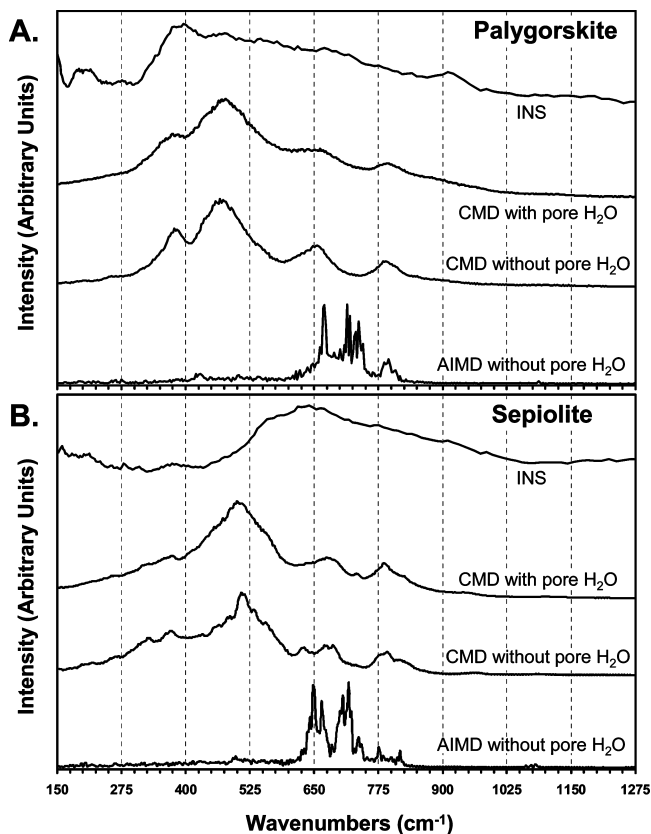 A.
Palygorskite
INS
CMD with pore H₂O
CMD without pore H₂O
AIMD without pore H₂O
Intensity (Arbitrary Units)
B.
Sepiolite
INS
CMD with pore H₂O
CMD without pore H₂O
AIMD without pore H₂O
Intensity (Arbitrary Units)
150 275 400 525 650 775 900 1025 1150 1275
Wavenumbers (cm⁻¹)